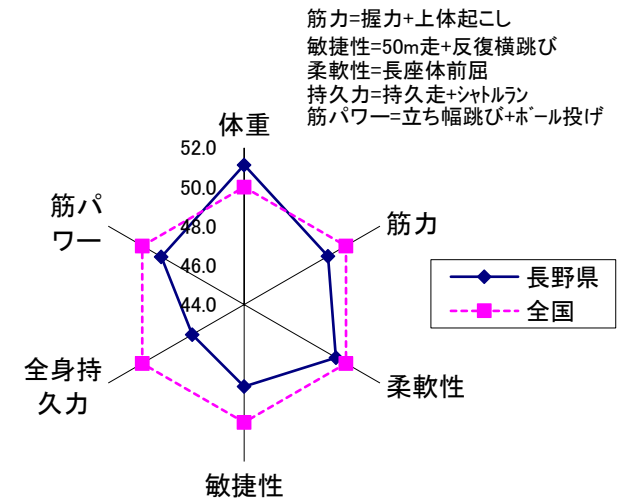 筋力=握力+上体起こし
敏捷性=50m走+反復横跳び
柔軟性=長座体前屈
持久力=持久走+ｼｬﾄﾙﾗﾝ
筋パワー=立ち幅跳び+ﾎﾞｰﾙ投げ
体重
52.0
50.0
48.0
46.0
44.0
筋力
柔軟性
敏捷性
全身持
久力
筋パ
ワー
長野県
全国